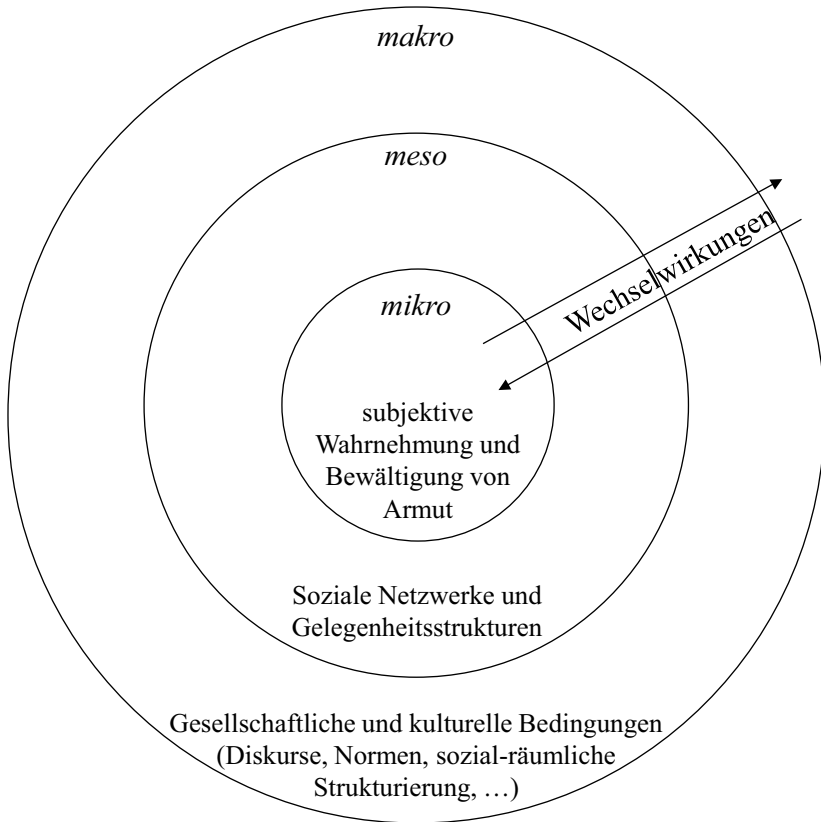 makro
meso
Wechselwirkungen
mikro
subjektive
Wahrnehmung und
Bewältigung von
Armut
Soziale Netzwerke und
Gelegenheitsstrukturen
Gesellschaftliche und kulturelle Bedingungen
(Diskurse, Normen, sozial-räumliche
Strukturierung, …)